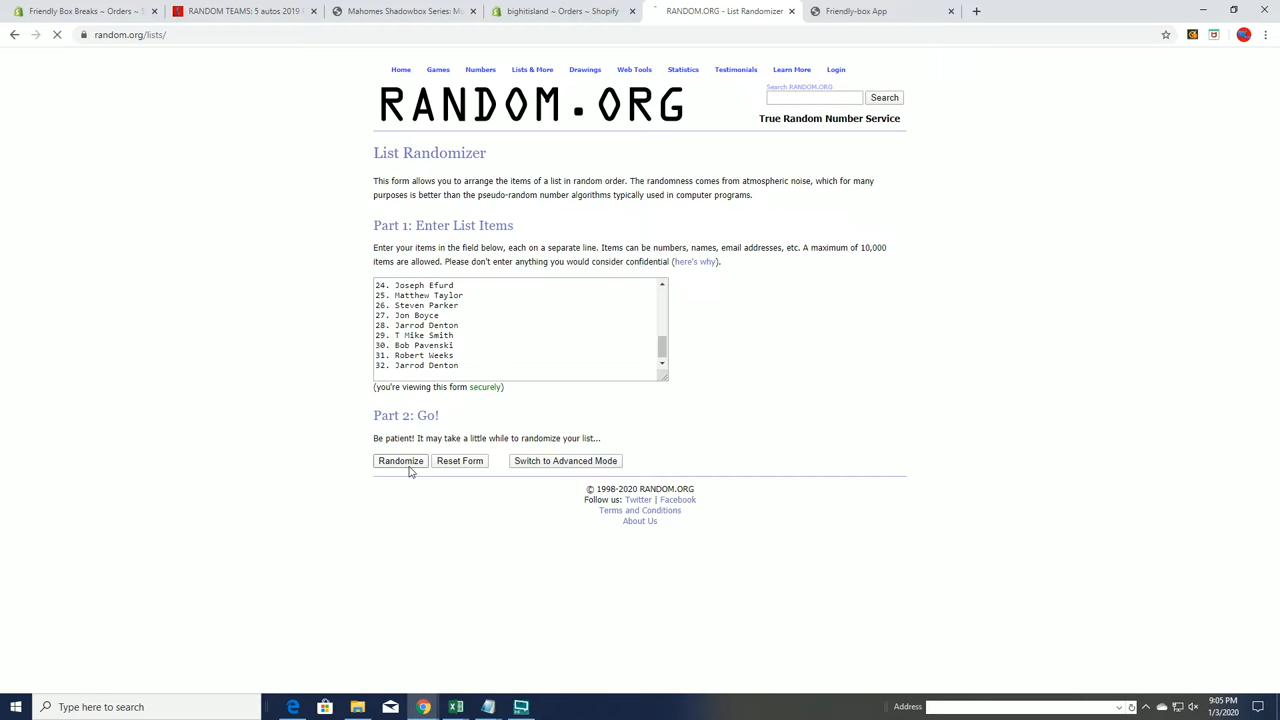 Friendly Box Breaks ~ Orders ~ S
RANDOM TEAMS: 5 autos 2019
Mahomes Shadowbox Series: Mu
bighitisland ~ Orders ~ Shopify
RANDOM.ORG - List Randomizer
Friendly-box App
random.org/lists/
Home Games Numbers Lists & More Drawings Web Tools Statistics Testimonials Learn More Login
RANDOM.ORG
Search RANDOM.ORG
Search
True Random Number Service
List Randomizer
This form allows you to arrange the items of a list in random order. The randomness comes from atmospheric noise, which for many
purposes is better than the pseudo-random number algorithms typically used in computer programs.
Part 1: Enter List Items
Enter your items in the field below, each on a separate line. Items can be numbers, names, email addresses, etc. A maximum of 10,000
items are allowed. Please don't enter anything you would consider confidential (here's why).
24. Joseph Efurd
25. Matthew Taylor
26. Steven Parker
27. Jon Boyce
28. Jarrod Denton
29. T Mike Smith
30. Bob Pavenski
31. Robert Weeks
32. Jarrod Denton
(you're viewing this form securely)
Part 2: Go!
Be patient! It may take a little while to randomize your list...
Randomize Reset Form Switch to Advanced Mode
© 1998-2020 RANDOM.ORG
Follow us: Twitter | Facebook
Terms and Conditions
About Us
Type here to search
Address
9:05 PM
1/3/2020